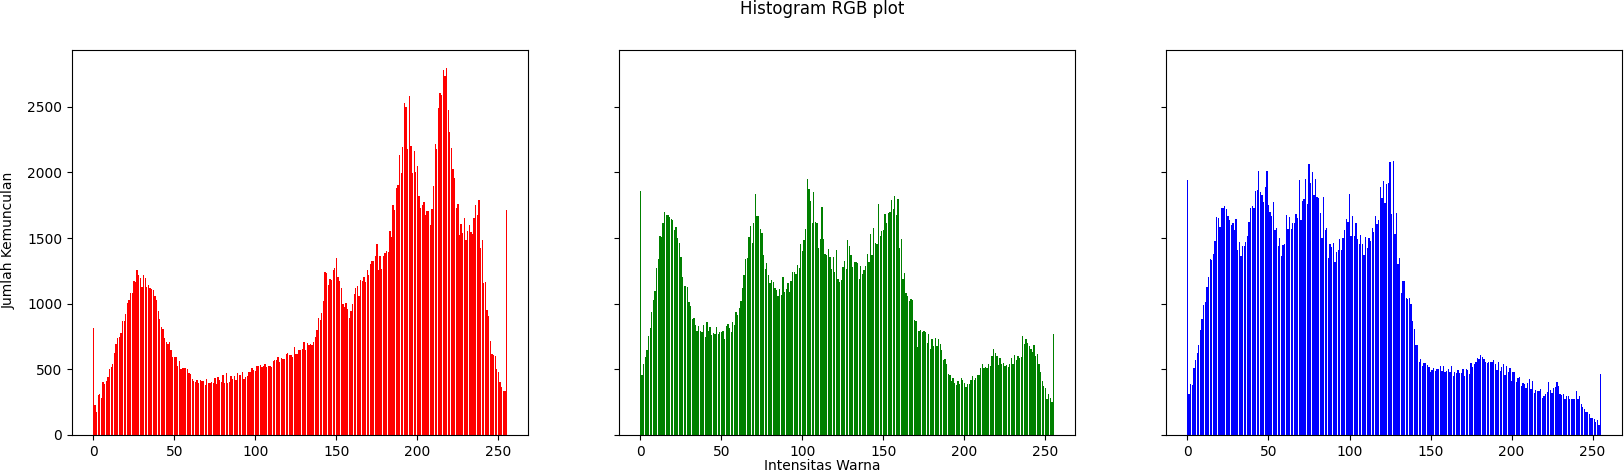 Histogram RGB plot
Jumlah Kemunculan
2500
2000
1500
1000
500
0
0 50 100 150 200 250
0 50 100 150 200 250
0 50 100 150 200 250
Intensitas Warna